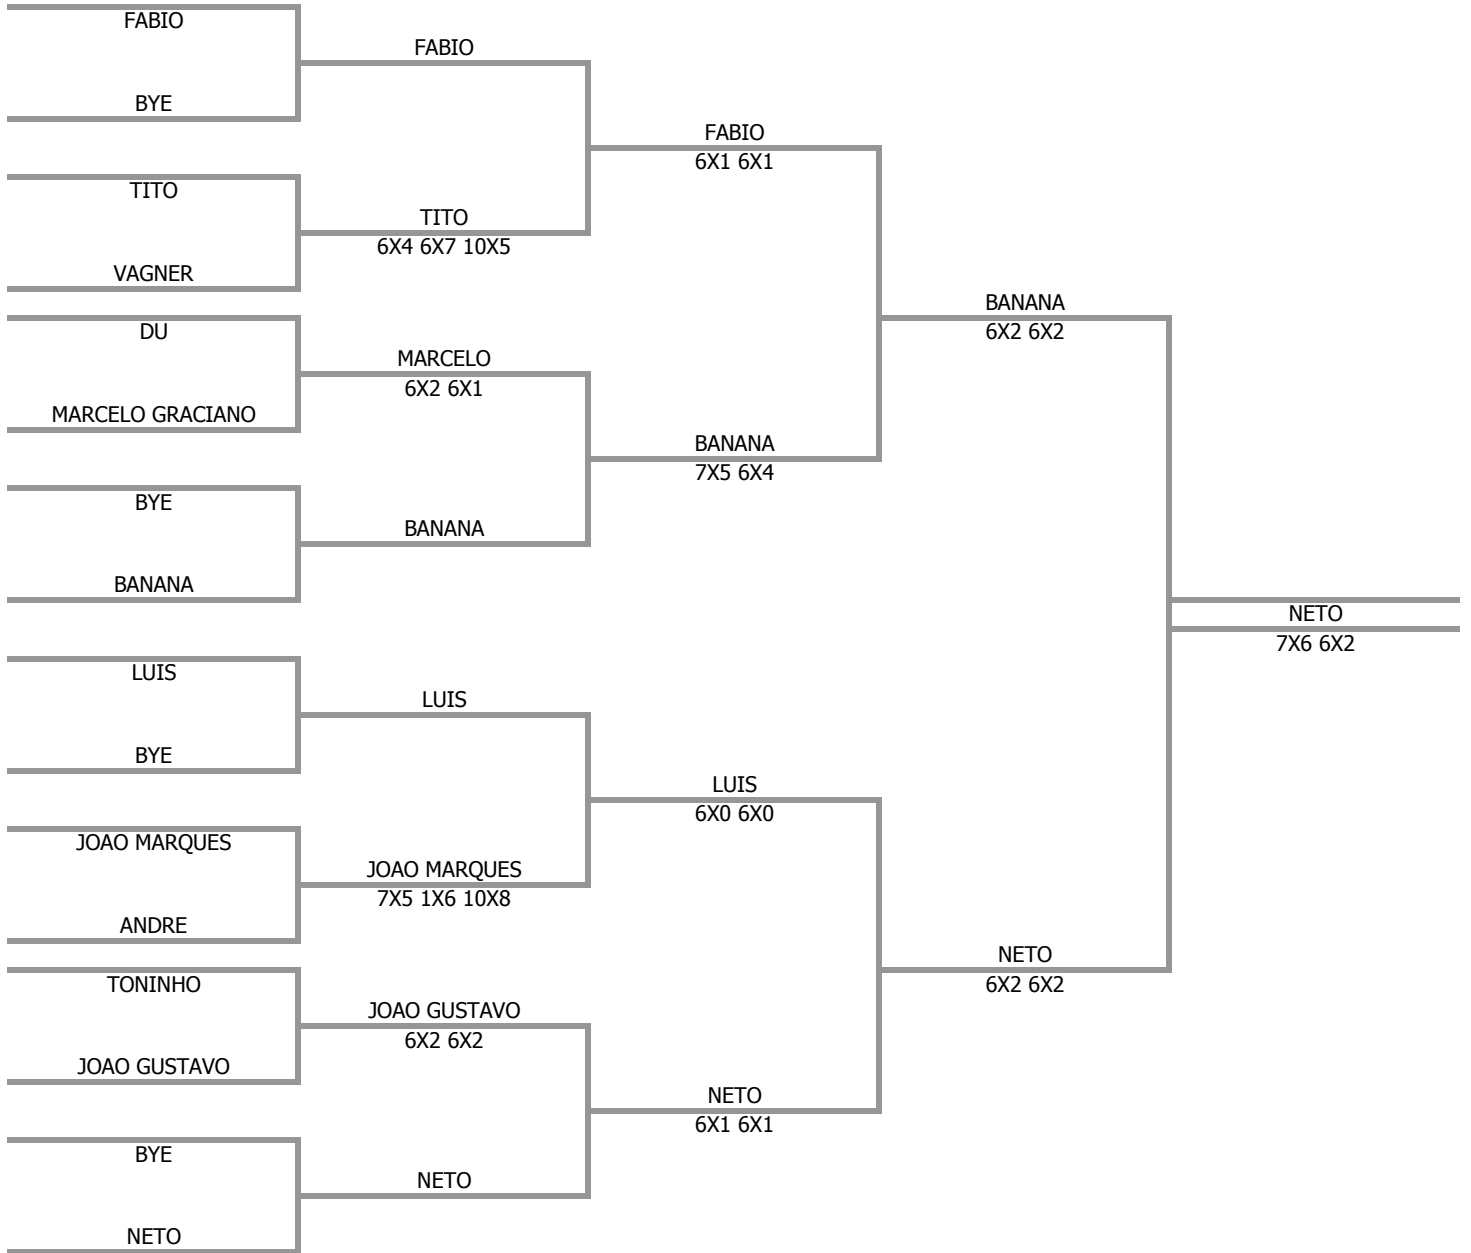 FABIO
BYE
TITO
VAGNER
DU
MARCELO GRACIANO
BYE
BANANA
LUIS
BYE
JOAO MARQUES
ANDRE
TONINHO
JOAO GUSTAVO
BYE
NETO
FABIO
TITO
6X4 6X7 10X5
MARCELO
6X2 6X1
BANANA
LUIS
JOAO MARQUES
7X5 1X6 10X8
JOAO GUSTAVO
6X2 6X2
NETO
FABIO
6X1 6X1
BANANA
7X5 6X4
LUIS
6X0 6X0
NETO
6X1 6X1
BANANA
6X2 6X2
NETO
6X2 6X2
NETO
7X6 6X2